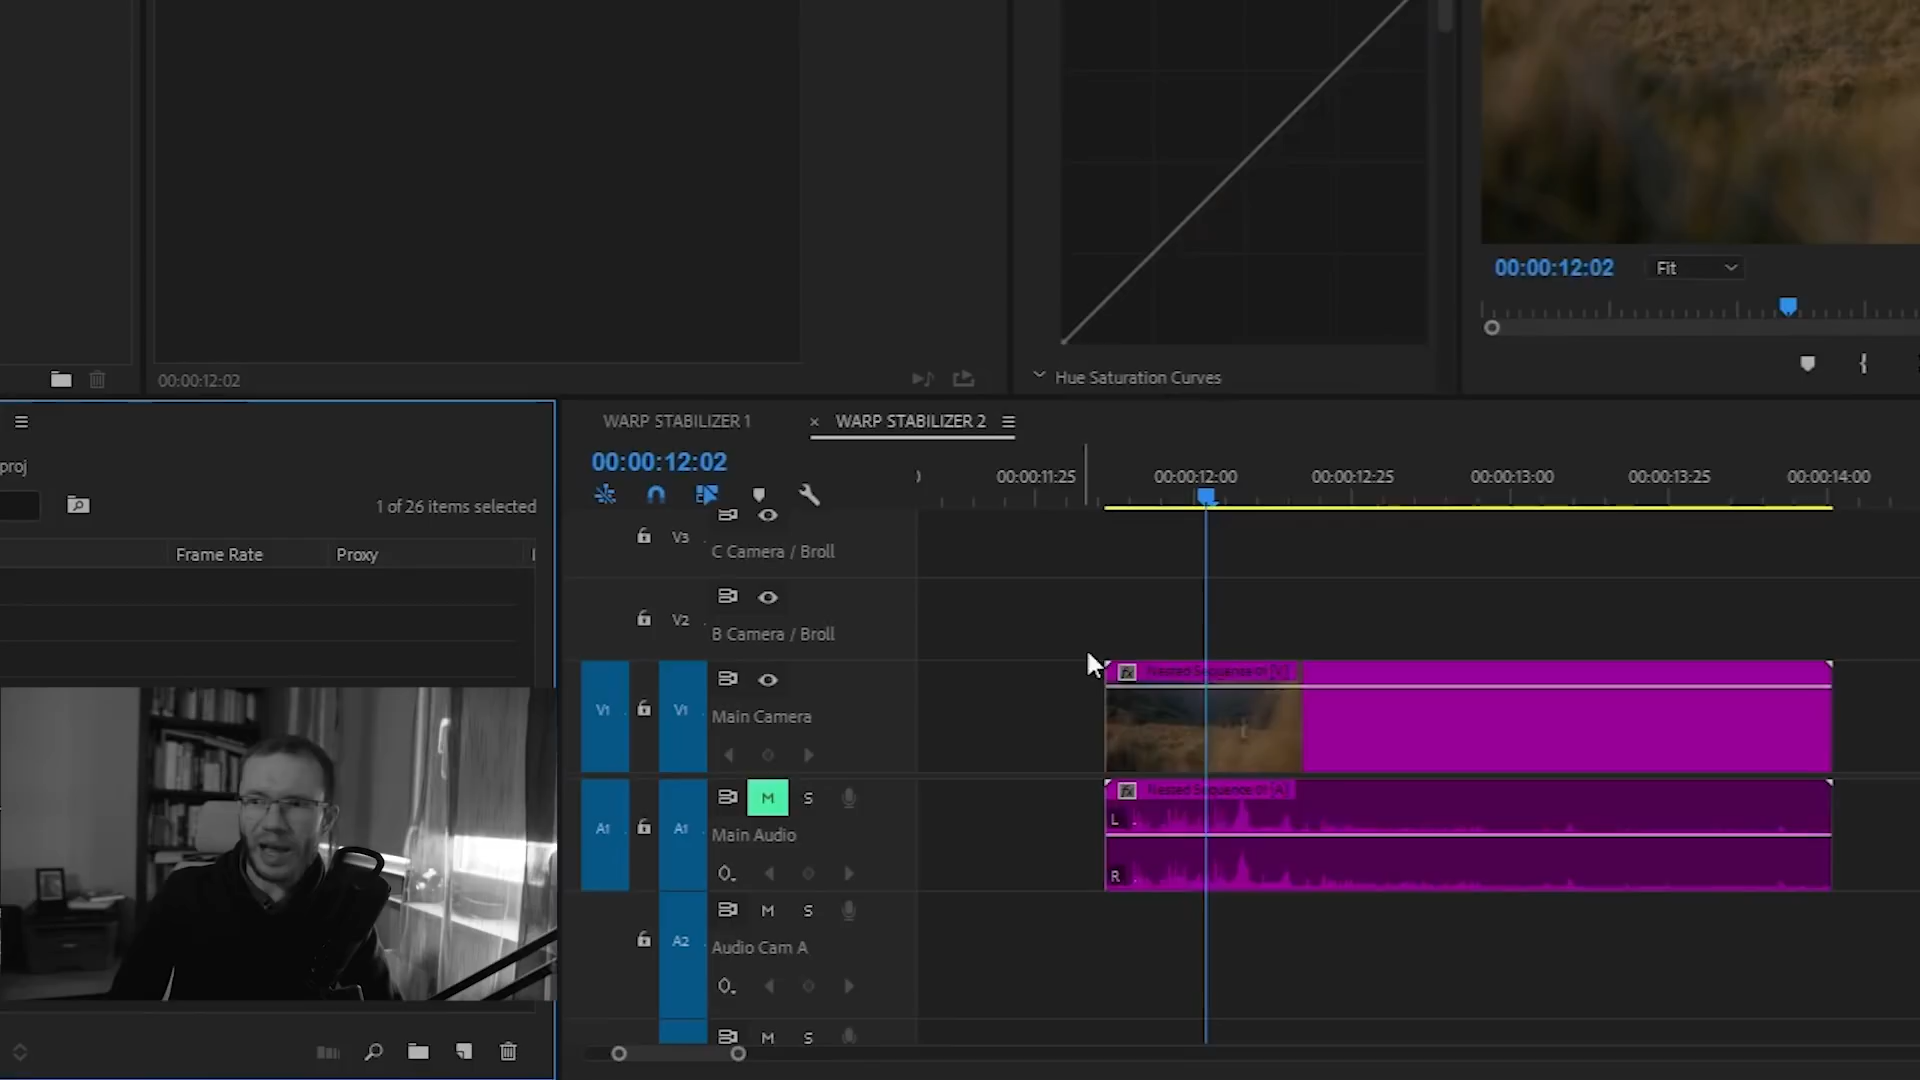 00:00:12:02
Fit
00:00:12:02
Hue Saturation Curves
proj
1 of 26 items selected
Frame Rate
Proxy
WARP STABILIZER 1
× WARP STABILIZER 2
00:00:12:02
00:00:11:25
00:00:12:00
00:00:12:25
00:00:13:00
00:00:13:25
00:00:14:00
V3
C Camera / Broll
V2
B Camera / Broll
V1
V1
Main Camera
fx Nested Sequence 01 [V]
A1
A1
M
S
Main Audio
fx Nested Sequence 01 [A]
L
R
A2
M
S
Audio Cam A
M
S